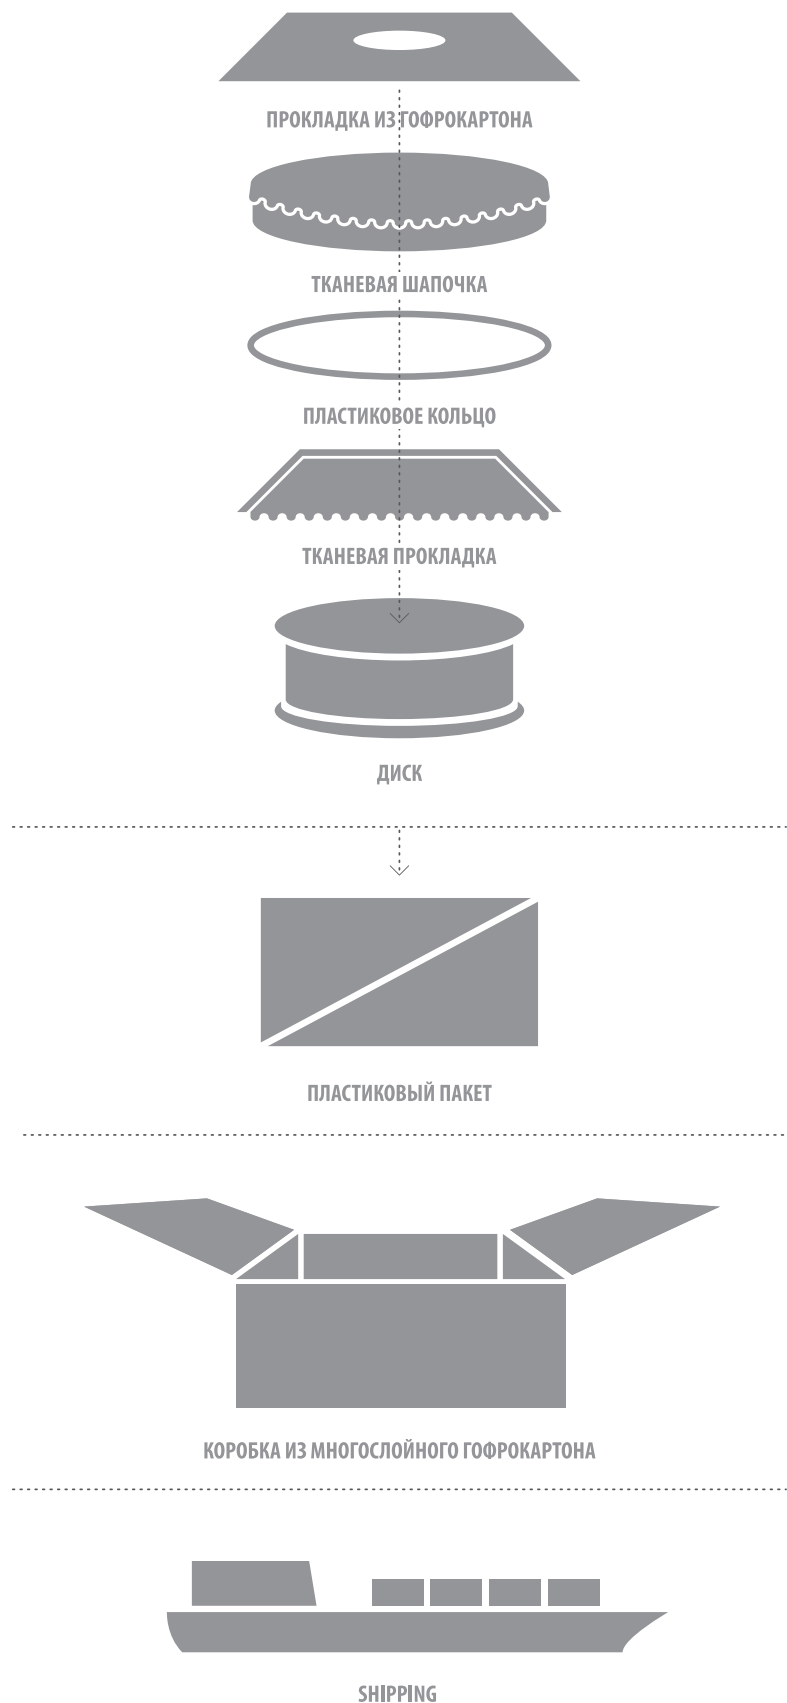 ПРОКЛАДКА ИЗ ГОФРОКАРТОНА
ТКАНЕВАЯ ШАПОЧКА
ПЛАСТИКОВОЕ КОЛЬЦО
ТКАНЕВАЯ ПРОКЛАДКА
ДИСК
ПЛАСТИКОВЫЙ ПАКЕТ
КОРОБКА ИЗ МНОГОСЛОЙНОГО ГОФРОКАРТОНА
SHIPPING